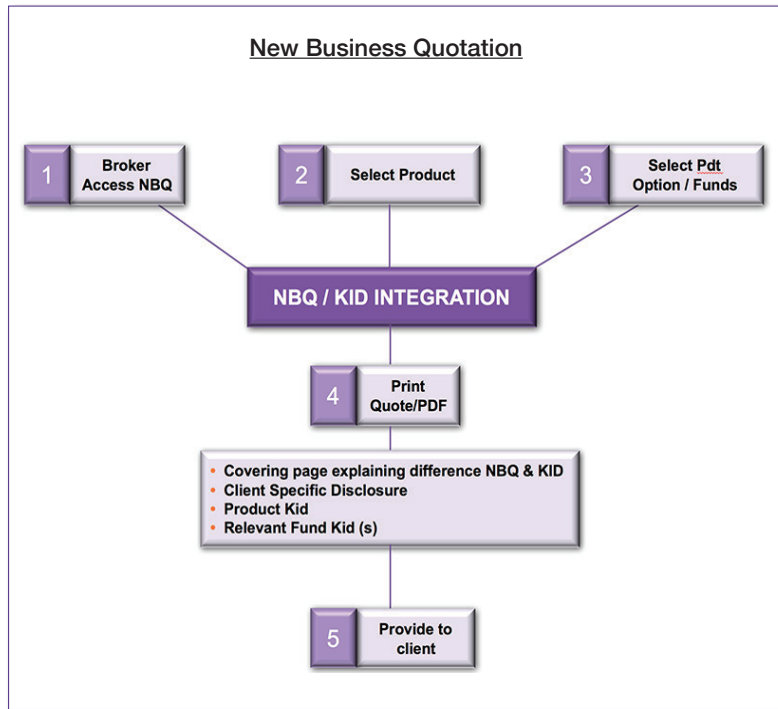 New Business Quotation
1
Broker
Access NBQ
2
Select Product
3
Select Pdt
Option / Funds
NBQ / KID INTEGRATION
4
Print
Quote/PDF
• Covering page explaining difference NBQ & KID
• Client Specific Disclosure
• Product Kid
• Relevant Fund Kid (s)
5
Provide to
client